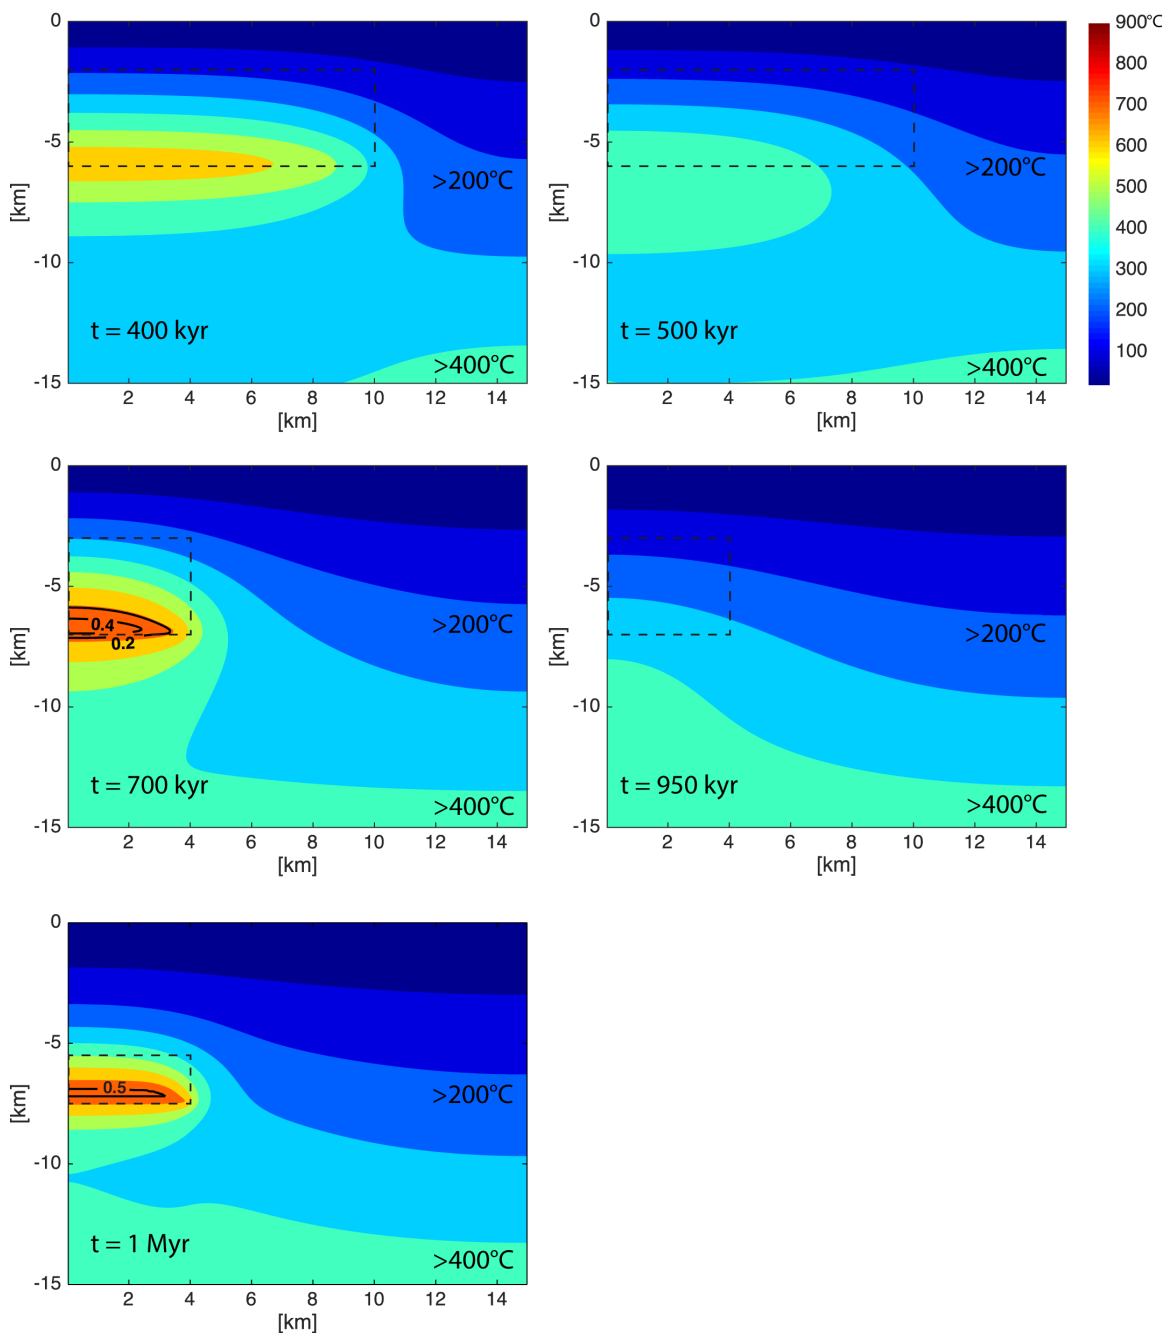 0
-5
-10
-15
[km]
2
4
6
8
10
12
14
[km]
>200°C
>400°C
t = 400 kyr
0
-5
-10
-15
[km]
2
4
6
8
10
12
14
[km]
>200°C
>400°C
t = 500 kyr
900°C
800
700
600
500
400
300
200
100
0
-5
-10
-15
[km]
2
4
6
8
10
12
14
[km]
0.4
0.2
>200°C
>400°C
t = 700 kyr
0
-5
-10
-15
[km]
2
4
6
8
10
12
14
[km]
>200°C
>400°C
t = 950 kyr
0
-5
-10
-15
[km]
2
4
6
8
10
12
14
[km]
0.5
>200°C
>400°C
t = 1 Myr